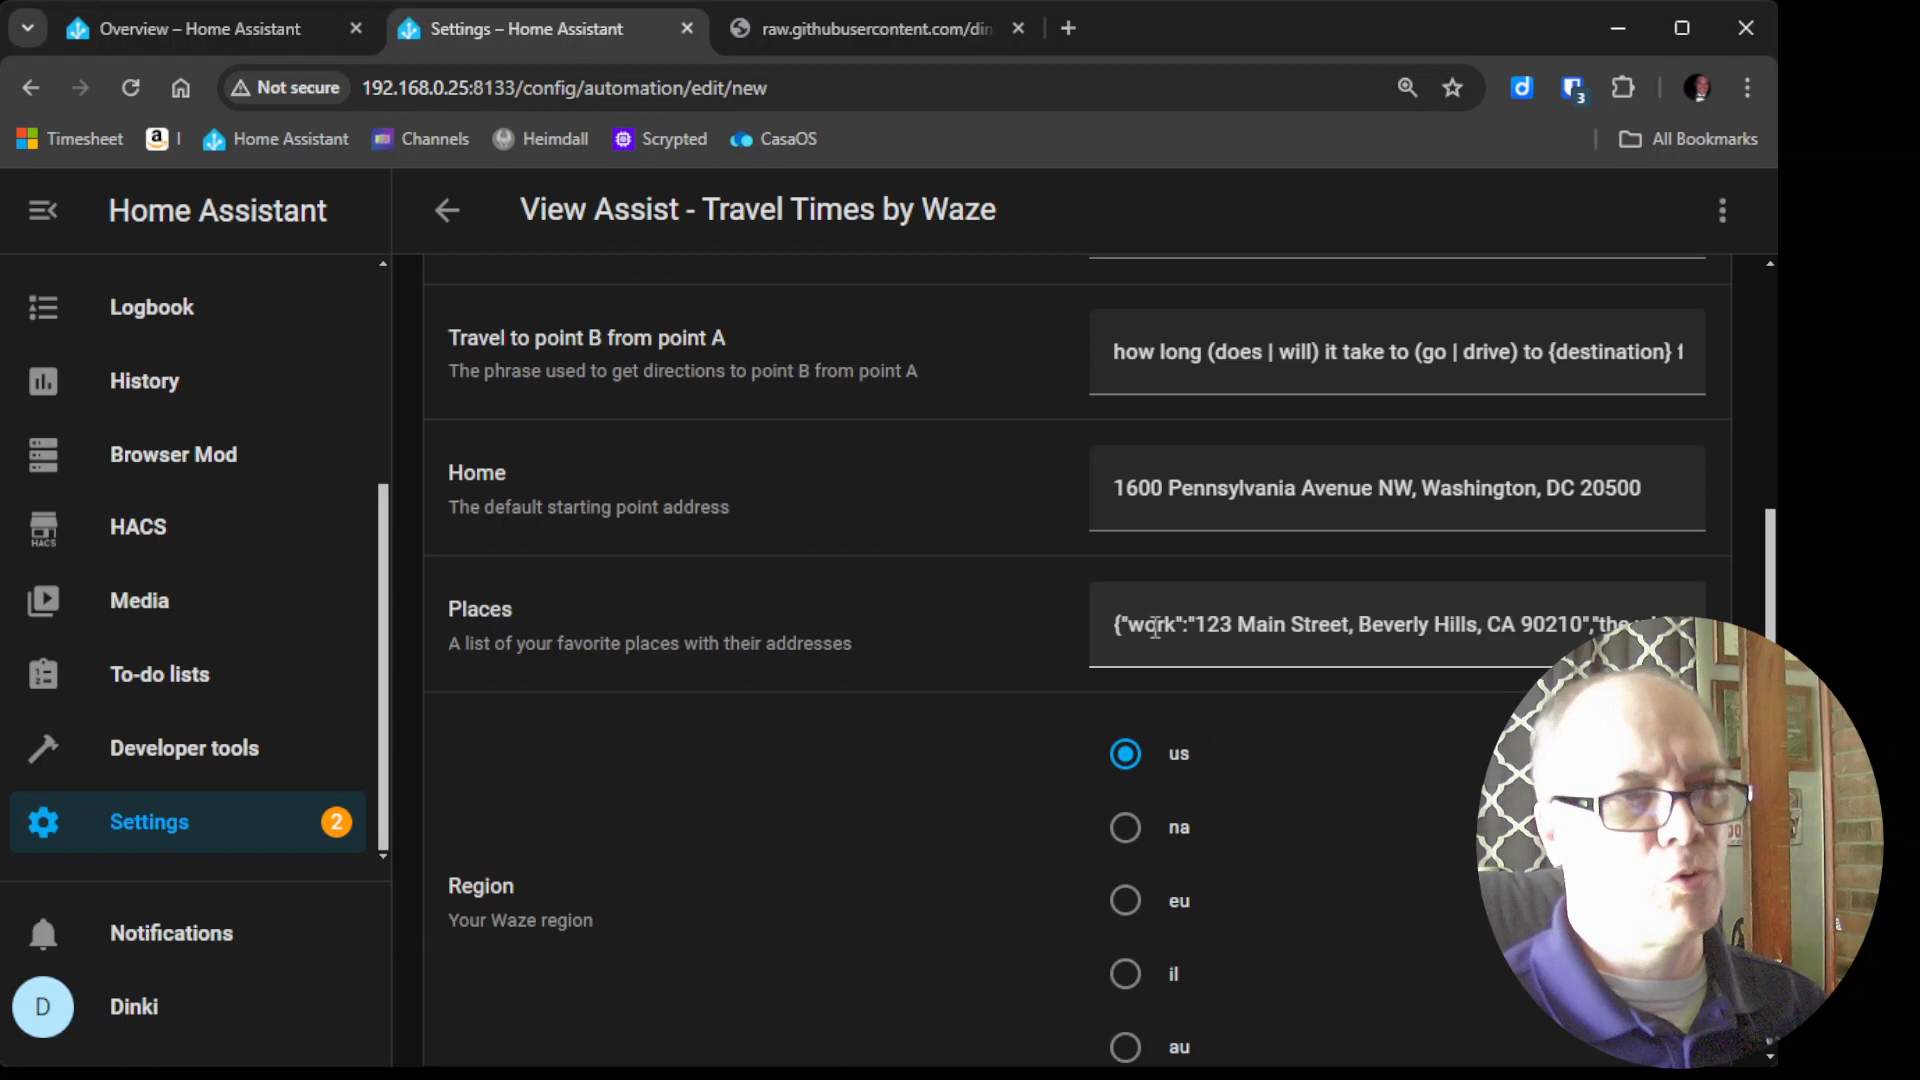 Overview – Home Assistant
Settings – Home Assistant
raw.githubusercontent.com/din
Not secure
192.168.0.25:8133/config/automation/edit/new
3
Timesheet
Home Assistant
Channels
Heimdall
Scrypted
CasaOS
All Bookmarks
Home Assistant
View Assist - Travel Times by Waze
Logbook
History
Browser Mod
HACS
HACS
Media
To-do lists
Developer tools
Settings
2
Notifications
D
Dinki
Travel to point B from point A
The phrase used to get directions to point B from point A
how long (does | will) it take to (go | drive) to {destination} f
Home
The default starting point address
1600 Pennsylvania Avenue NW, Washington, DC 20500
Places
A list of your favorite places with their addresses
{"work":"123 Main Street, Beverly Hills, CA 90210","the
Region
Your Waze region
us
na
eu
il
au